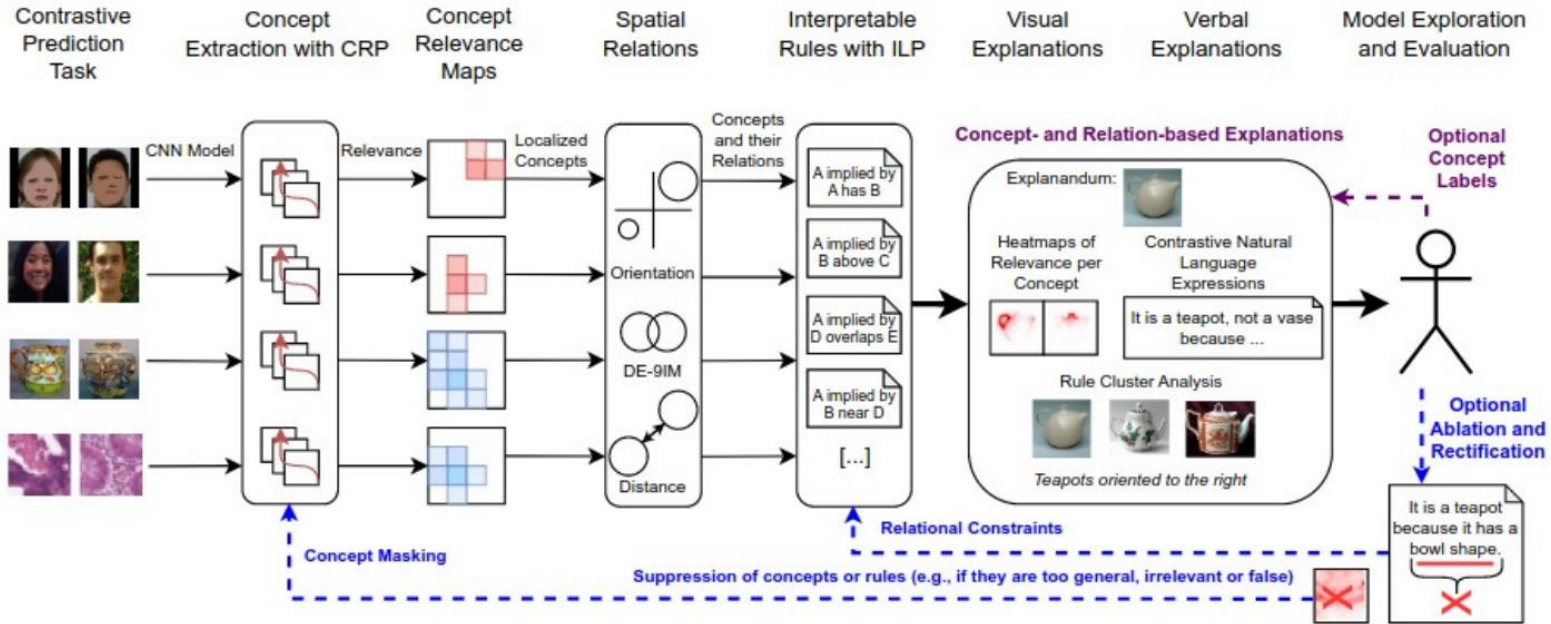 Contrastive
Prediction
Task
Concept
Extraction with CRP
Concept
Relevance
Maps
Spatial
Relations
Interpretable
Rules with ILP
Visual
Explanations
Verbal
Explanations
Model Exploration
and Evaluation
CNN Model
Relevance
Localized
Concepts
Concepts
and their
Relations
Orientation
DE-9IM
Distance
A implied by
A has B
A implied by
B above C
A implied by
D overlaps E
A implied by
B near D
[...]
Concept- and Relation-based Explanations
Explanandum:
Heatmaps of
Relevance per
Concept
Contrastive Natural
Language
Expressions
It is a teapot, not a vase
because ...
Rule Cluster Analysis
Teapots oriented to the right
Optional
Concept
Labels
Optional
Ablation and
Rectification
It is a teapot
because it has a
bowl shape.
Relational Constraints
Concept Masking
Suppression of concepts or rules (e.g., if they are too general, irrelevant or false)